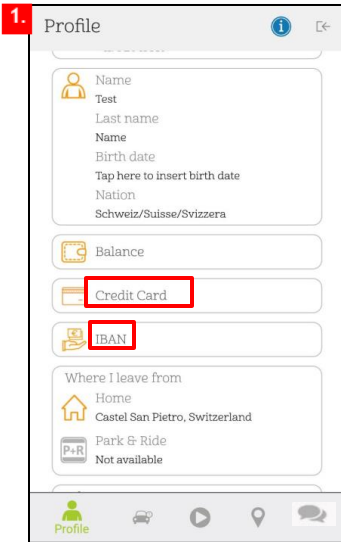 1.
Profile
Name
Test
Last name
Name
Birth date
Tap here to insert birth date
Nation
Schweiz/Suisse/Svizzera
Balance
Credit Card
IBAN
Where I leave from
Home
Castel San Pietro, Switzerland
P+R
Park & Ride
Not available
Profile